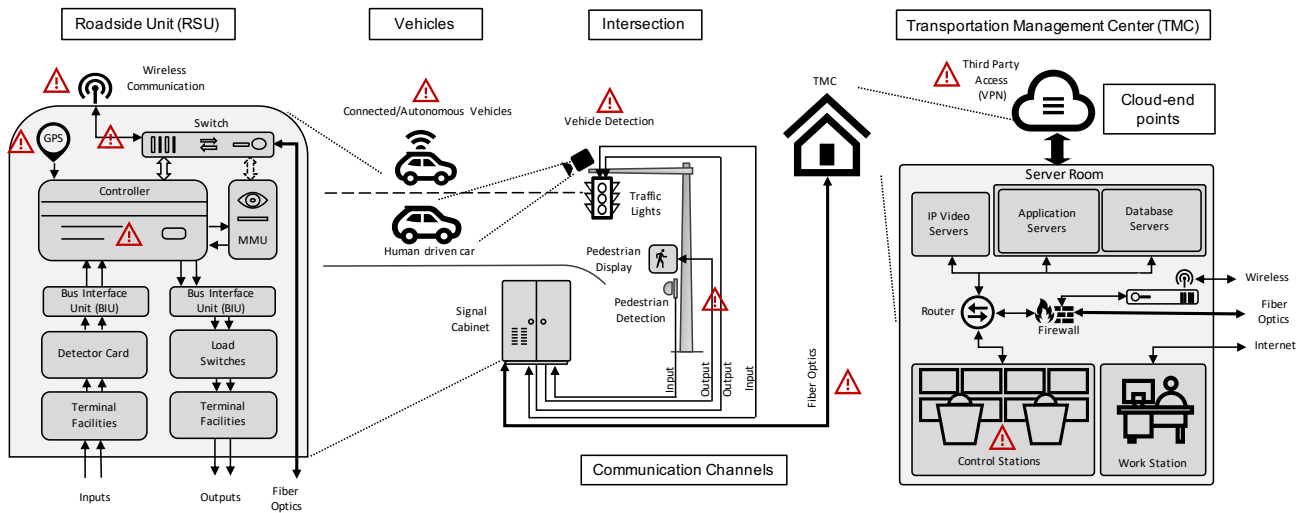 Roadside Unit (RSU)
Vehicles
Intersection
Transportation Management Center (TMC)
Wireless
Communication
GPS
Switch
Controller
MMU
Bus Interface
Unit (BIU)
Bus Interface
Unit (BIU)
Detector Card
Load
Switches
Terminal
Facilities
Terminal
Facilities
Inputs
Outputs
Fiber
Optics
Connected/Autonomous Vehicles
Human driven car
Vehicle Detection
Traffic
Lights
Pedestrian
Display
Pedestrian
Detection
Signal
Cabinet
Input
Output
Output
Input
Fiber Optics
Communication Channels
TMC
Third Party
Access
(VPN)
Cloud-end
points
Server Room
IP Video
Servers
Application
Servers
Database
Servers
Router
Firewall
Wireless
Fiber
Optics
Internet
Control Stations
Work Station